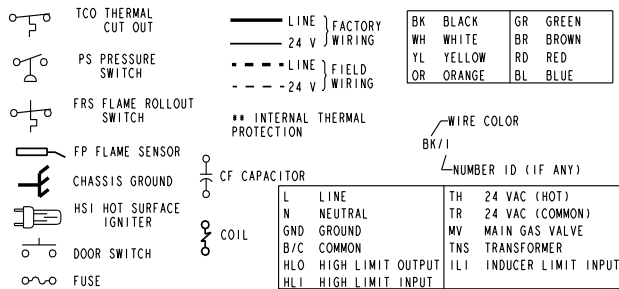 TCO THERMAL
CUT OUT
PS PRESSURE
SWITCH
FRS FLAME ROLLOUT
SWITCH
FP FLAME SENSOR
CHASSIS GROUND
HSI HOT SURFACE
IGNITER
DOOR SWITCH
FUSE
LINE
24 V
FACTORY
WIRING
LINE
24 V
FIELD
WIRING
** INTERNAL THERMAL
PROTECTION
CF CAPACITOR
COIL
BK BLACK GR GREEN
WH WHITE BR BROWN
YL YELLOW RD RED
OR ORANGE BL BLUE
WIRE COLOR
BK/1
NUMBER ID (IF ANY)
L LINE TH 24 VAC (HOT)
N NEUTRAL TR 24 VAC (COMMON)
GND GROUND MV MAIN GAS VALVE
B/C COMMON TNS TRANSFORMER
HLO HIGH LIMIT OUTPUT ILI INDUCER LIMIT INPUT
HLI HIGH LIMIT INPUT